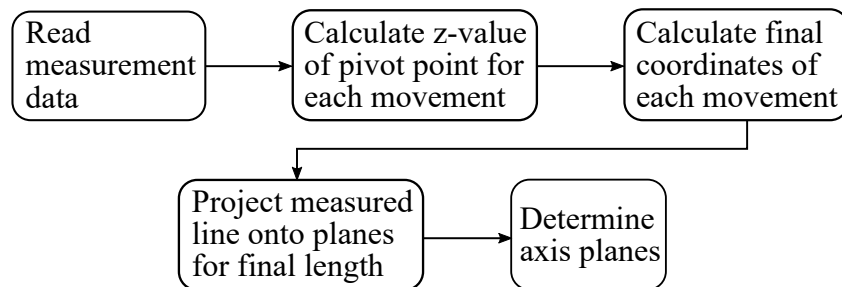 Read
measurement
data
Calculate z-value
of pivot point for
each movement
Calculate final
coordinates of
each movement
Project measured
line onto planes
for final length
Determine
axis planes